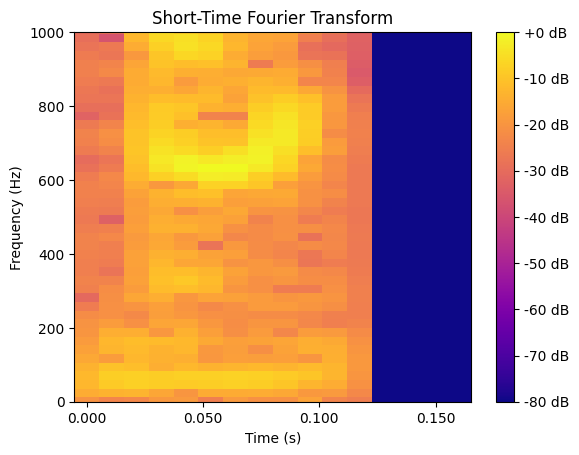 Short-Time Fourier Transform
1000
800
600
400
200
0
Frequency (Hz)
0.000
0.050
0.100
0.150
Time (s)
+0 dB
-10 dB
-20 dB
-30 dB
-40 dB
-50 dB
-60 dB
-70 dB
-80 dB